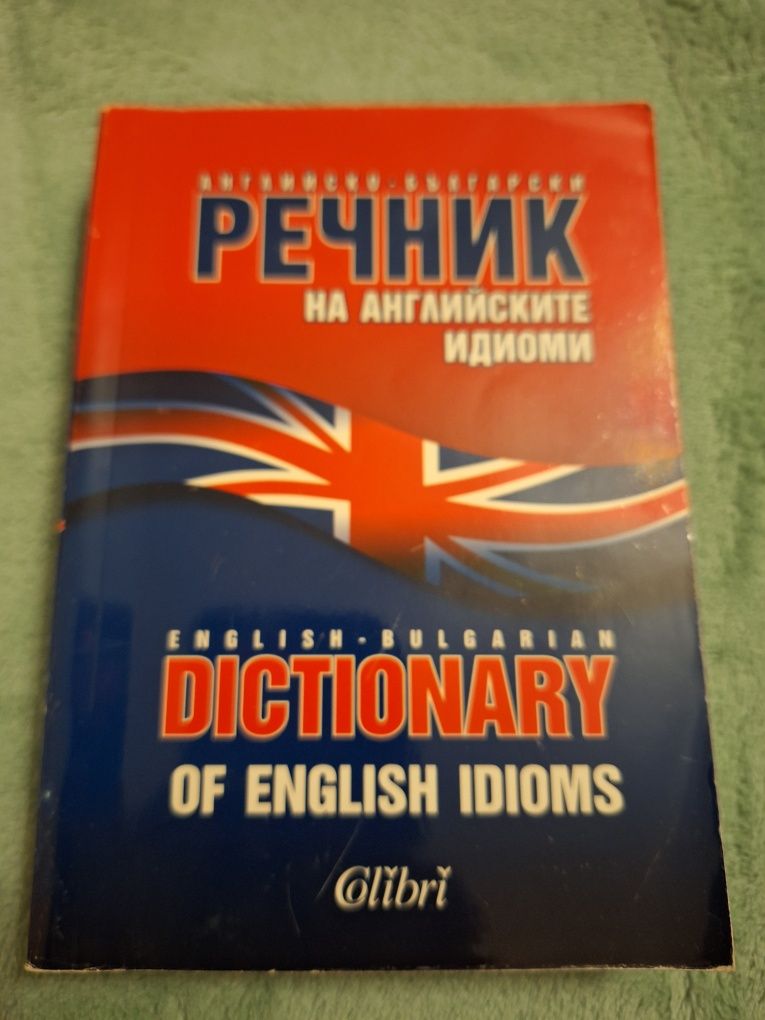 АНГЛИЙСКО-БЪЛГАРСКИ
РЕЧНИК
НА АНГЛИЙСКИТЕ
ИДИОМИ
ENGLISH-BULGARIAN
DICTIONARY
OF ENGLISH IDIOMS
Colibri